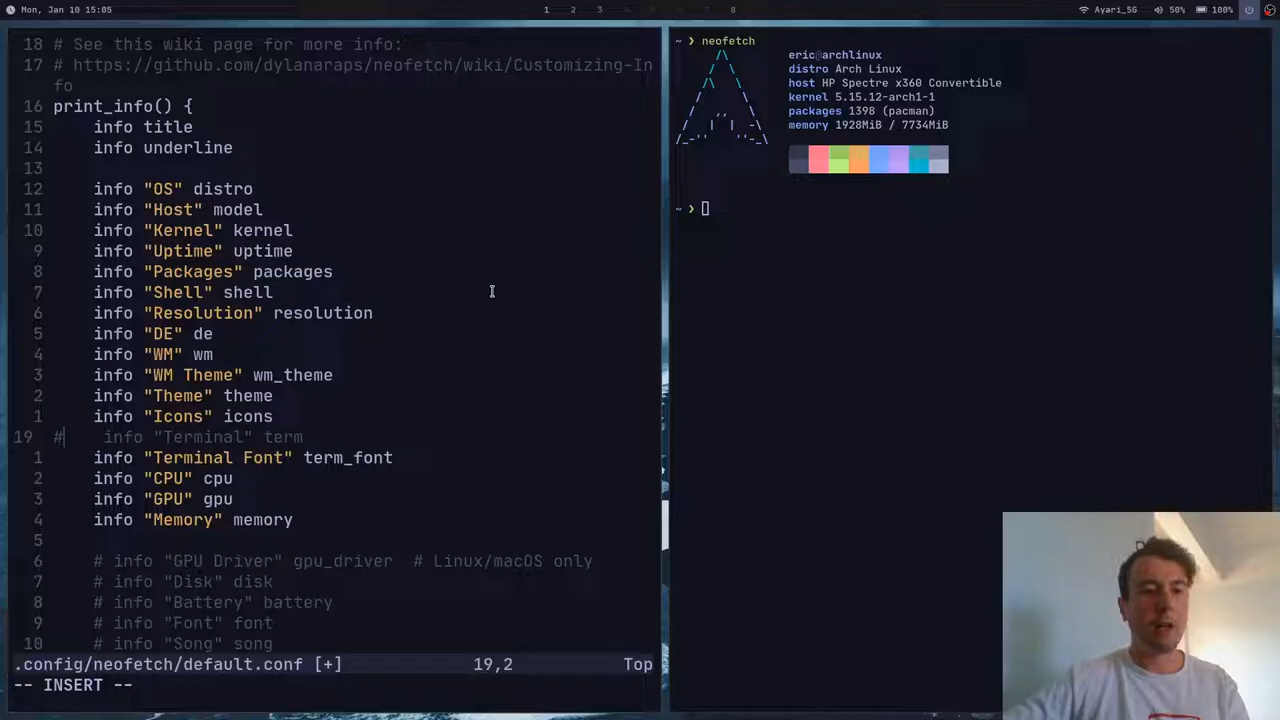 Mon, Jan 10 15:05
1 2 3 7 8
Ayari_5G 50% 100%
18 # See this wiki page for more info:
17 # https://github.com/dylanaraps/neofetch/wiki/Customizing-In
fo
16 print_info() {
15 info title
14 info underline
13
12 info "OS" distro
11 info "Host" model
10 info "Kernel" kernel
9 info "Uptime" uptime
8 info "Packages" packages
7 info "Shell" shell
6 info "Resolution" resolution
5 info "DE" de
4 info "WM" wm
3 info "WM Theme" wm_theme
2 info "Theme" theme
1 info "Icons" icons
19 # info "Terminal" term
1 info "Terminal Font" term_font
2 info "CPU" cpu
3 info "GPU" gpu
4 info "Memory" memory
5
6 # info "GPU Driver" gpu_driver # Linux/macOS only
7 # info "Disk" disk
8 # info "Battery" battery
9 # info "Font" font
10 # info "Song" song
.config/neofetch/default.conf [+] 19,2 Top
-- INSERT --
~ ❯ neofetch
eric@archlinux
distro Arch Linux
host HP Spectre x360 Convertible
kernel 5.15.12-arch1-1
packages 1398 (pacman)
memory 1928MiB / 7734MiB
~ ❯